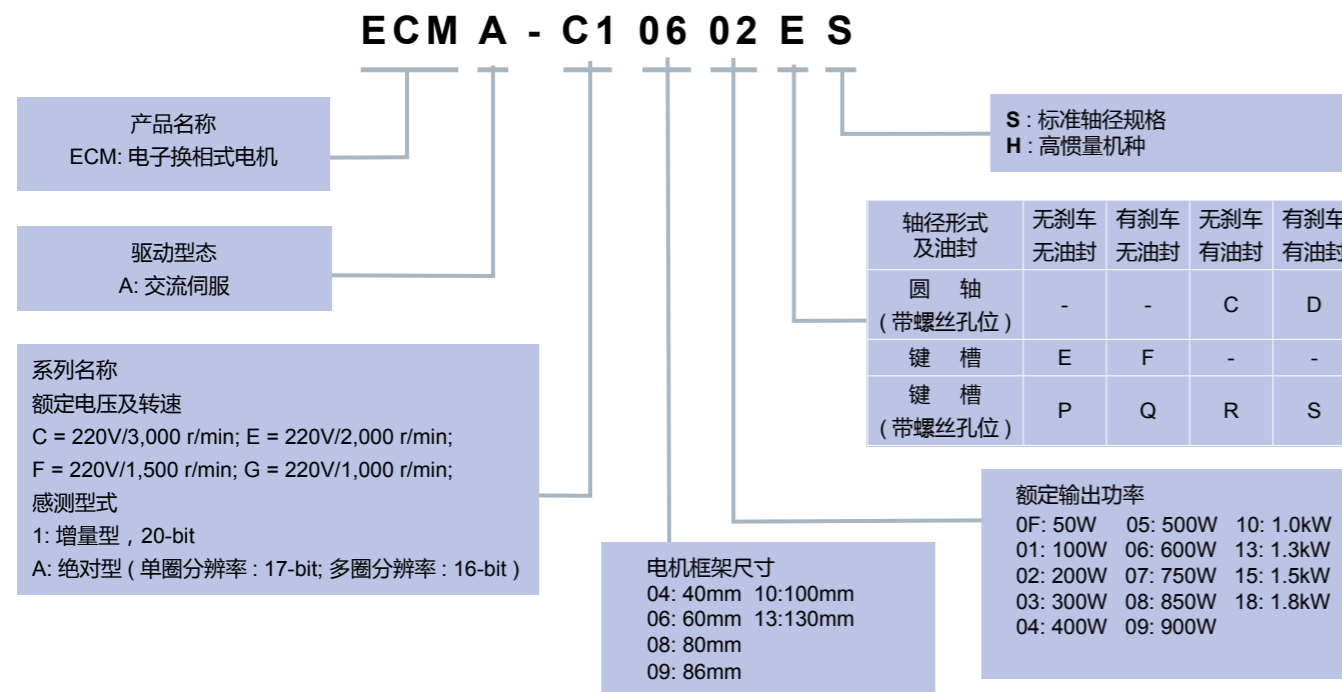 ECM A - C1 06 02 E S
产品名称
ECM: 电子换相式电机
驱动型态
A: 交流伺服
系列名称
额定电压及转速
C = 220V/3,000 r/min; E = 220V/2,000 r/min;
F = 220V/1,500 r/min; G = 220V/1,000 r/min;
感测型式
1: 增量型 , 20-bit
A: 绝对型 ( 单圈分辨率 : 17-bit; 多圈分辨率 : 16-bit )
电机框架尺寸
04: 40mm 10:100mm
06: 60mm 13:130mm
08: 80mm
09: 86mm
S : 标准轴径规格
H : 高惯量机种
轴径形式 无刹车 有刹车 无刹车 有刹车
及油封 无油封 无油封 有油封 有油封
圆 轴
( 带螺丝孔位 ) - - C D
键 槽 E F - -
键 槽
( 带螺丝孔位 ) P Q R S
额定输出功率
0F: 50W 05: 500W 10: 1.0kW
01: 100W 06: 600W 13: 1.3kW
02: 200W 07: 750W 15: 1.5kW
03: 300W 08: 850W 18: 1.8kW
04: 400W 09: 900W